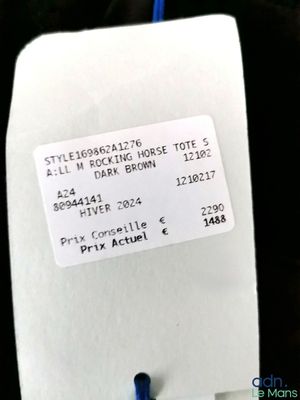 STYLE169862A1276
A:LL M ROCKING HORSE TOTE S
DARK BROWN 12102
A24
80944141 1210217
HIVER 2024
Prix Conseille € 2290
Prix Actuel € 1488
adn.
Le Mans